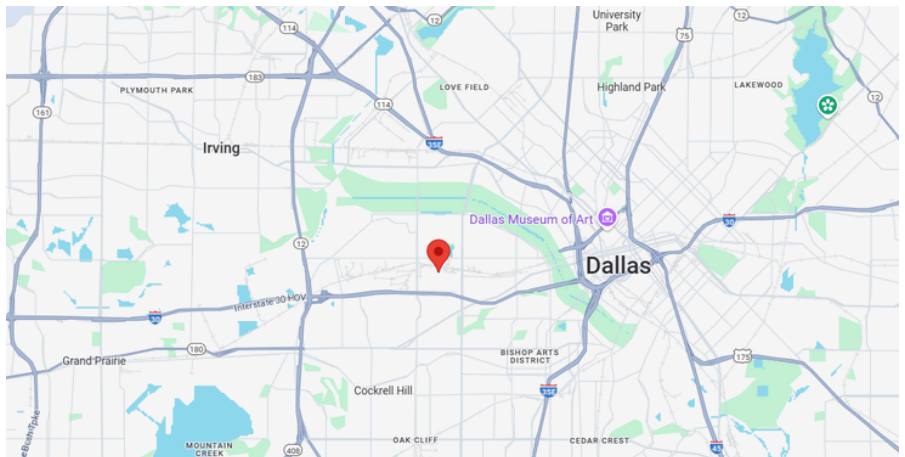 12
114
University
Park
75
12
183
PLYMOUTH PARK
LOVE FIELD
Highland Park
LAKEWOOD
114
161
12
Irving
35E
Dallas Museum of Art
30
12
Dallas
Interstate 30 HOV
30
Grand Prairie
180
BISHOP ARTS
DISTRICT
175
Cockrell Hill
35E
MOUNTAIN
CREEK
408
OAK CLIFF
CEDAR CREST
45
eBush Tpke